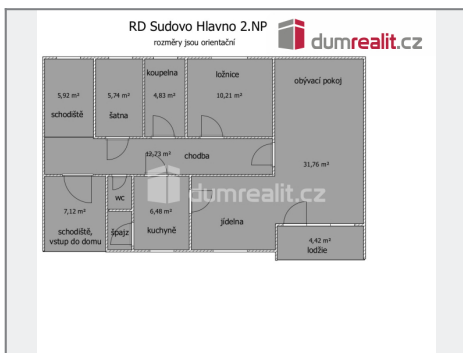 RD Sudovo Hlavno 2.NP
rozměry jsou orientační
dumrealit.cz
koupelna
ložnice
obývací pokoj
5,92 m²
5,74 m²
4,83 m²
10,21 m²
schodiště
šatna
31,76 m²
12,73 m²
chodba
dumrealit.cz
wc
7,12 m²
6,48 m²
schodiště,
vstup do domu
špajz
kuchyně
jídelna
4,42 m²
lodžie